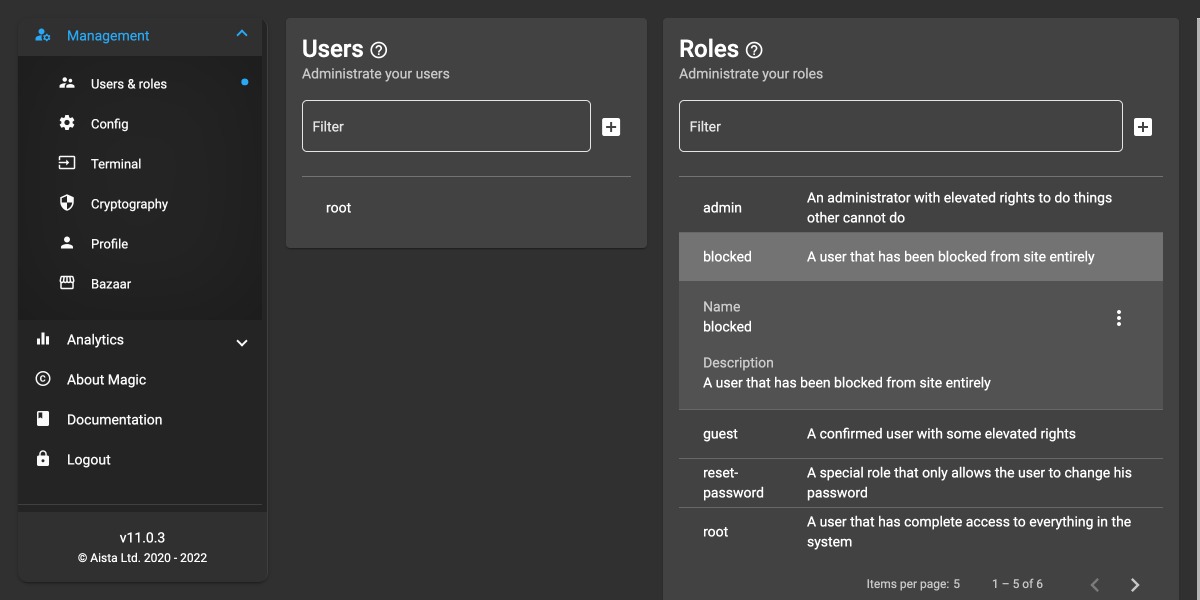 Management
Users & roles
Config
Terminal
Cryptography
Profile
Bazaar
Analytics
About Magic
Documentation
Logout
v11.0.3
© Aista Ltd. 2020 - 2022
Users
Administrate your users
Filter
root
Roles
Administrate your roles
Filter
admin
An administrator with elevated rights to do things
other cannot do
blocked
A user that has been blocked from site entirely
Name
blocked
Description
A user that has been blocked from site entirely
guest
A confirmed user with some elevated rights
reset-
password
A special role that only allows the user to change his
password
root
A user that has complete access to everything in the
system
Items per page: 5
1 – 5 of 6